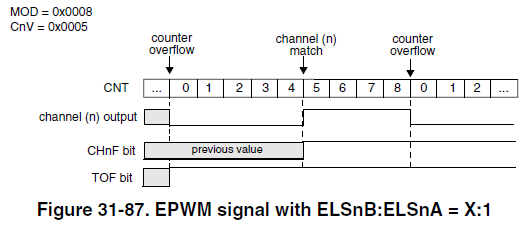 MOD = 0x0008
CnV = 0x0005
counter overflow
channel (n) match
counter overflow
CNT ... 0 1 2 3 4 5 6 7 8 0 1 2 ...
channel (n) output
CHnF bit previous value
TOF bit
Figure 31-87. EPWM signal with ELSnB:ELSnA = X:1